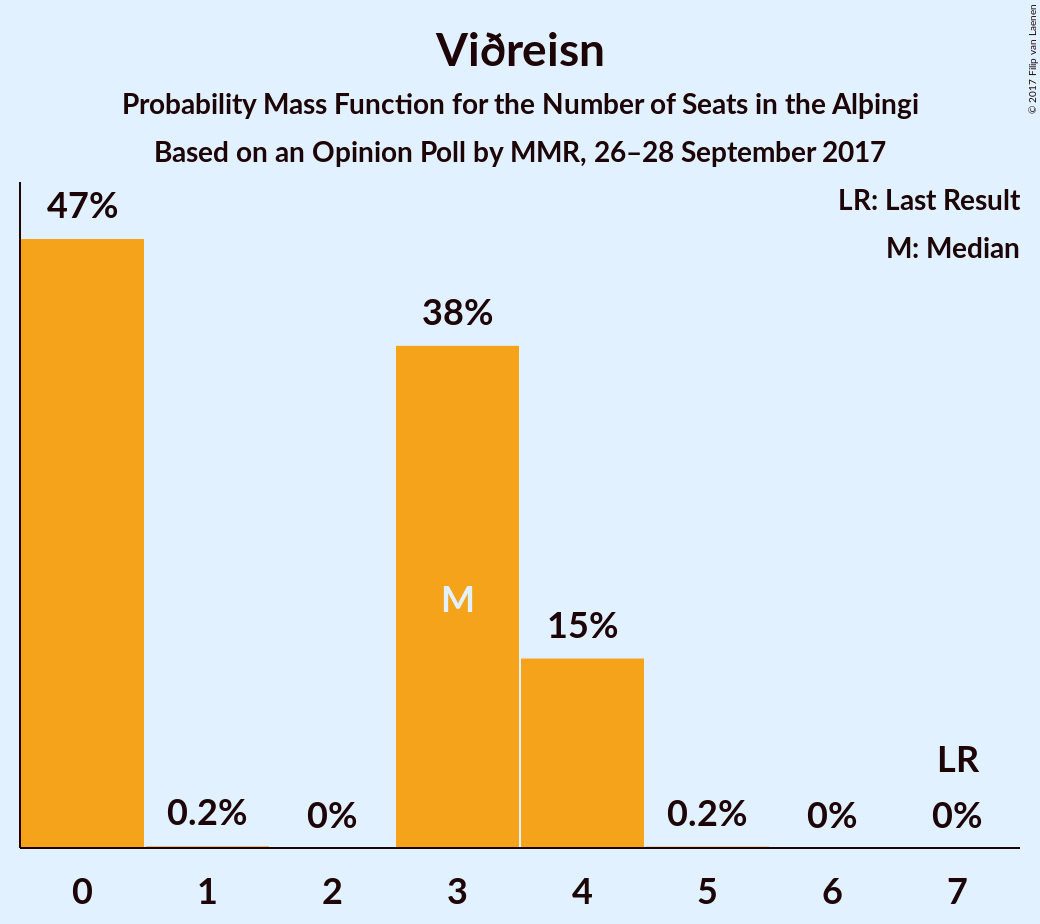 Viðreisn
Probability Mass Function for the Number of Seats in the Alþingi
Based on an Opinion Poll by MMR, 26–28 September 2017
© 2017 Filip van Laenen
LR: Last Result
M: Median
47%
38%
M
15%
LR
0.2%
0%
0.2%
0%
0%
0 1 2 3 4 5 6 7